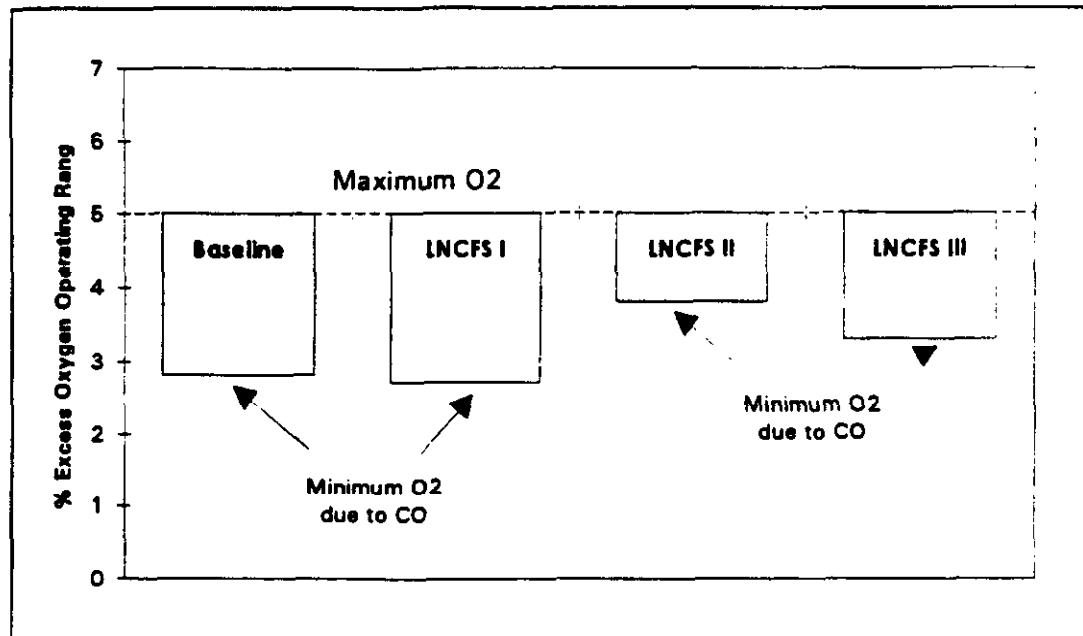 % Excess Oxygen Operating Rang
7
6
5
4
3
2
1
0
Maximum O2
Baseline
LNCFS I
LNCFS II
LNCFS III
Minimum O2
due to CO
Minimum O2
due to CO